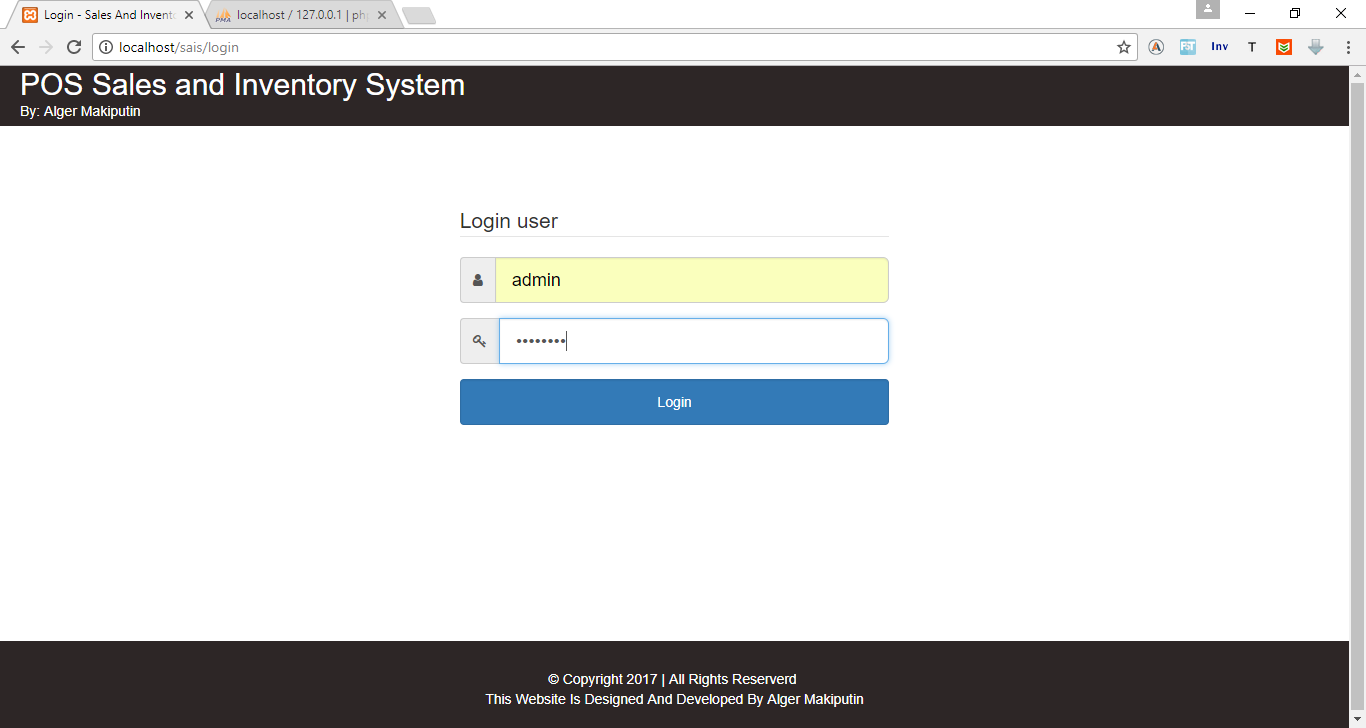 Login - Sales And Invent
localhost / 127.0.0.1 | ph
localhost/sais/login
Inv
T
POS Sales and Inventory System
By: Alger Makiputin
Login user
admin
••••••••
Login
© Copyright 2017 | All Rights Reserverd
This Website Is Designed And Developed By Alger Makiputin